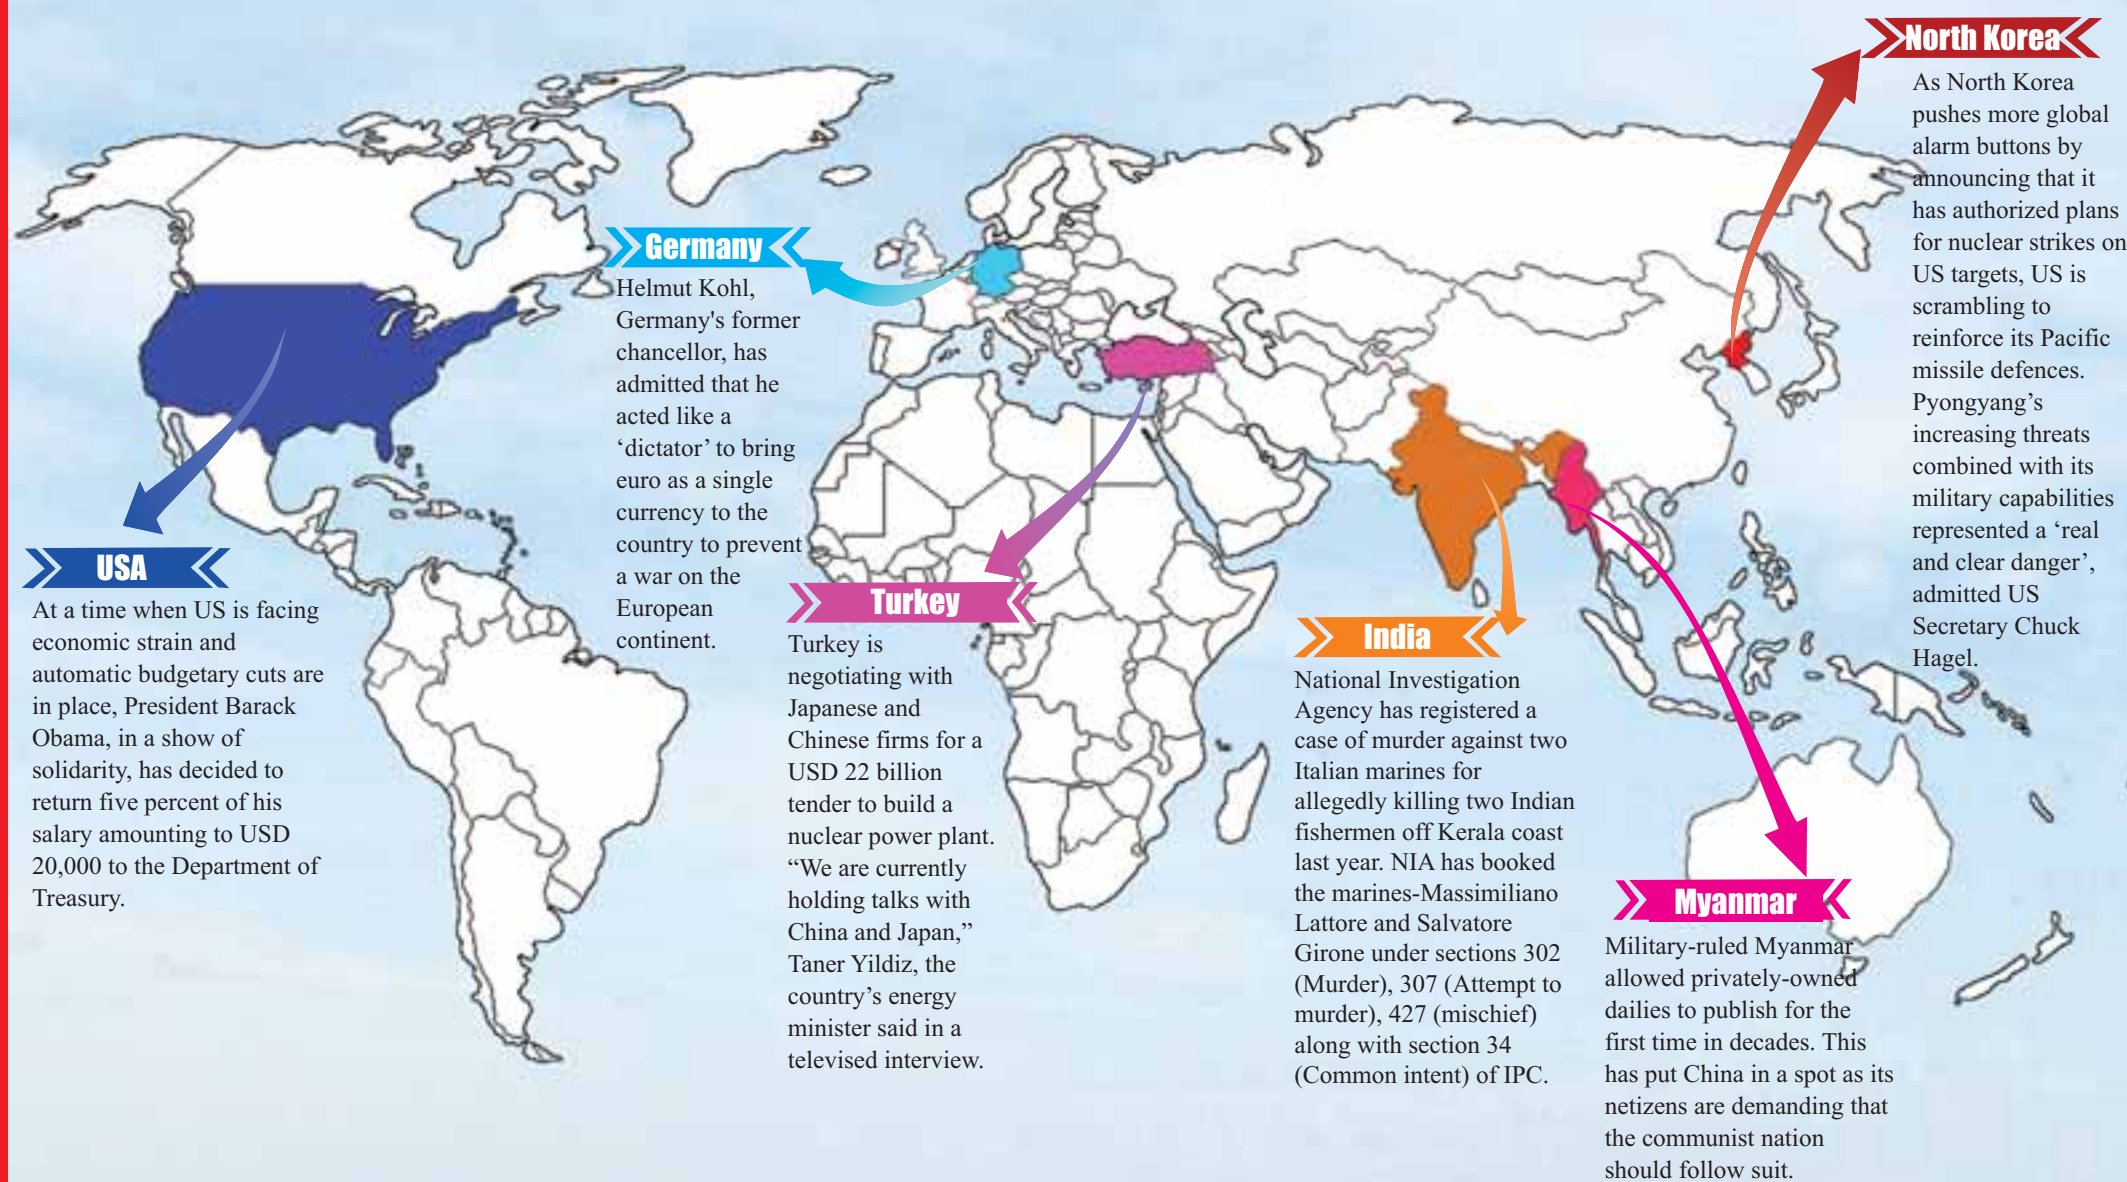 North Korea
As North Korea
pushes more global
alarm buttons by
announcing that it
has authorized plans
for nuclear strikes on
US targets, US is
scrambling to
reinforce its Pacific
missile defences.
Pyongyang’s
increasing threats
combined with its
military capabilities
represented a ‘real
and clear danger’,
admitted US
Secretary Chuck
Hagel.
Germany
Helmut Kohl,
Germany's former
chancellor, has
admitted that he
acted like a
‘dictator’ to bring
euro as a single
currency to the
country to prevent
a war on the
European
continent.
USA
At a time when US is facing
economic strain and
automatic budgetary cuts are
in place, President Barack
Obama, in a show of
solidarity, has decided to
return five percent of his
salary amounting to USD
20,000 to the Department of
Treasury.
Turkey
Turkey is
negotiating with
Japanese and
Chinese firms for a
USD 22 billion
tender to build a
nuclear power plant.
“We are currently
holding talks with
China and Japan,”
Taner Yildiz, the
country’s energy
minister said in a
televised interview.
India
National Investigation
Agency has registered a
case of murder against two
Italian marines for
allegedly killing two Indian
fishermen off Kerala coast
last year. NIA has booked
the marines-Massimiliano
Lattore and Salvatore
Girone under sections 302
(Murder), 307 (Attempt to
murder), 427 (mischief)
along with section 34
(Common intent) of IPC.
Myanmar
Military-ruled Myanmar
allowed privately-owned
dailies to publish for the
first time in decades. This
has put China in a spot as its
netizens are demanding that
the communist nation
should follow suit.